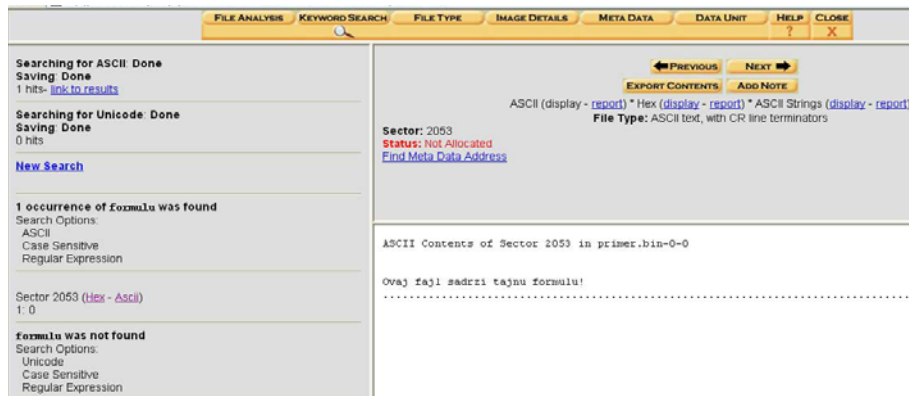 FILE ANALYSIS KEYWORD SEARCH FILE TYPE IMAGE DETAILS META DATA DATA UNIT HELP CLOSE
? X
Searching for ASCII: Done
Saving: Done
1 hits- link to results
Searching for Unicode: Done
Saving: Done
0 hits
New Search
1 occurrence of formulu was found
Search Options:
ASCII
Case Sensitive
Regular Expression
Sector 2053 (Hex - Ascii)
1: 0
formulu was not found
Search Options:
Unicode
Case Sensitive
Regular Expression
PREVIOUS NEXT
EXPORT CONTENTS ADD NOTE
ASCII (display - report) * Hex (display - report) * ASCII Strings (display - report)
File Type: ASCII text, with CR line terminators
Sector: 2053
Status: Not Allocated
Find Meta Data Address
ASCII Contents of Sector 2053 in primer.bin-0-0
Ovaj fajl sadrzi tajnu formulu!
................................................................................